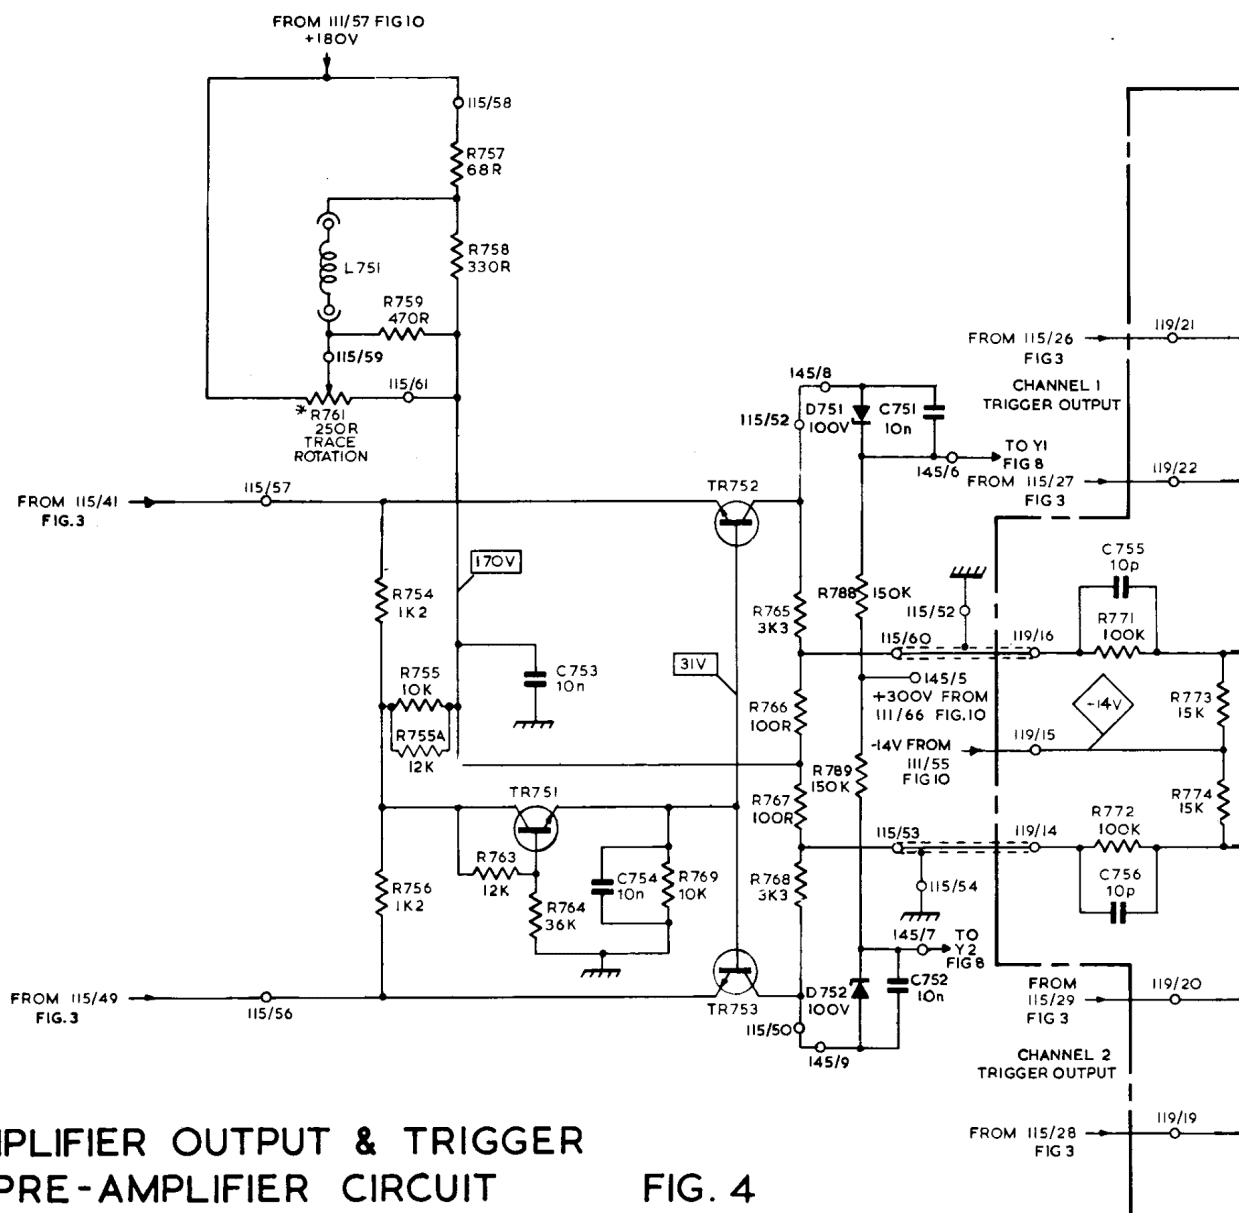 FROM 111/57 FIG10
+180V
115/58
R757
68R
R758
330R
L751
R759
470R
115/59
115/61
* R761
250R
TRACE
ROTATION
145/8
115/52
D751
100V
C751
10n
145/6
TO Y1
FIG 8
FROM 115/26
FIG 3
119/21
CHANNEL 1
TRIGGER OUTPUT
FROM 115/27
FIG 3
119/22
FROM 115/41
FIG.3
115/57
TR752
170V
R754
1K2
R755
10K
R755A
12K
C753
10n
31V
R765
3K3
R788
150K
115/52
115/60
119/16
C755
10p
R771
100K
145/5
+300V FROM
111/66 FIG.10
R766
100R
-14V
R773
15K
-14V FROM
111/55
FIG10
119/15
R789
150K
R767
100R
R774
15K
TR751
115/53
119/14
R772
100K
C756
10p
R763
12K
R764
36K
C754
10n
R769
10K
R768
3K3
115/54
R756
1K2
145/7
TO
Y2
FIG 8
D752
100V
C752
10n
FROM 115/49
FIG.3
115/56
TR753
115/50
145/9
FROM
115/29
FIG 3
119/20
CHANNEL 2
TRIGGER OUTPUT
FROM 115/28
FIG 3
119/19
MPLIFIER OUTPUT & TRIGGER
PRE-AMPLIFIER CIRCUIT
FIG. 4